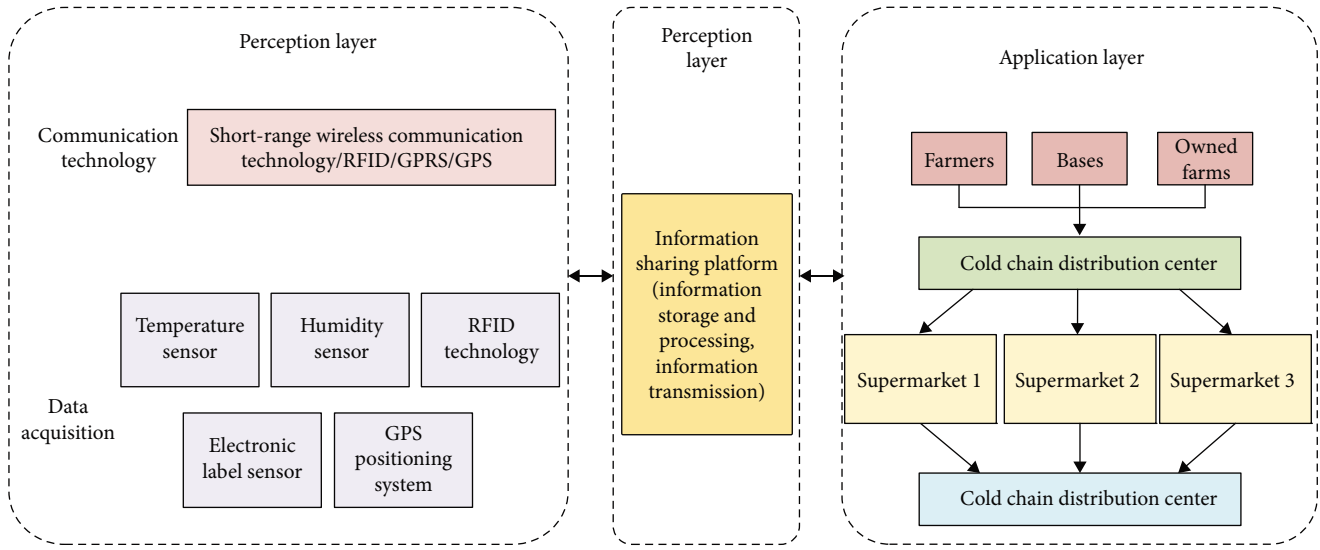 Perception layer
Communication
technology
Short-range wireless communication
technology/RFID/GPRS/GPS
Temperature
sensor
Humidity
sensor
RFID
technology
Data
acquisition
Electronic
label sensor
GPS
positioning
system
Perception
layer
Information
sharing platform
(information
storage and
processing,
information
transmission)
Application layer
Farmers
Bases
Owned
farms
Cold chain distribution center
Supermarket 1
Supermarket 2
Supermarket 3
Cold chain distribution center